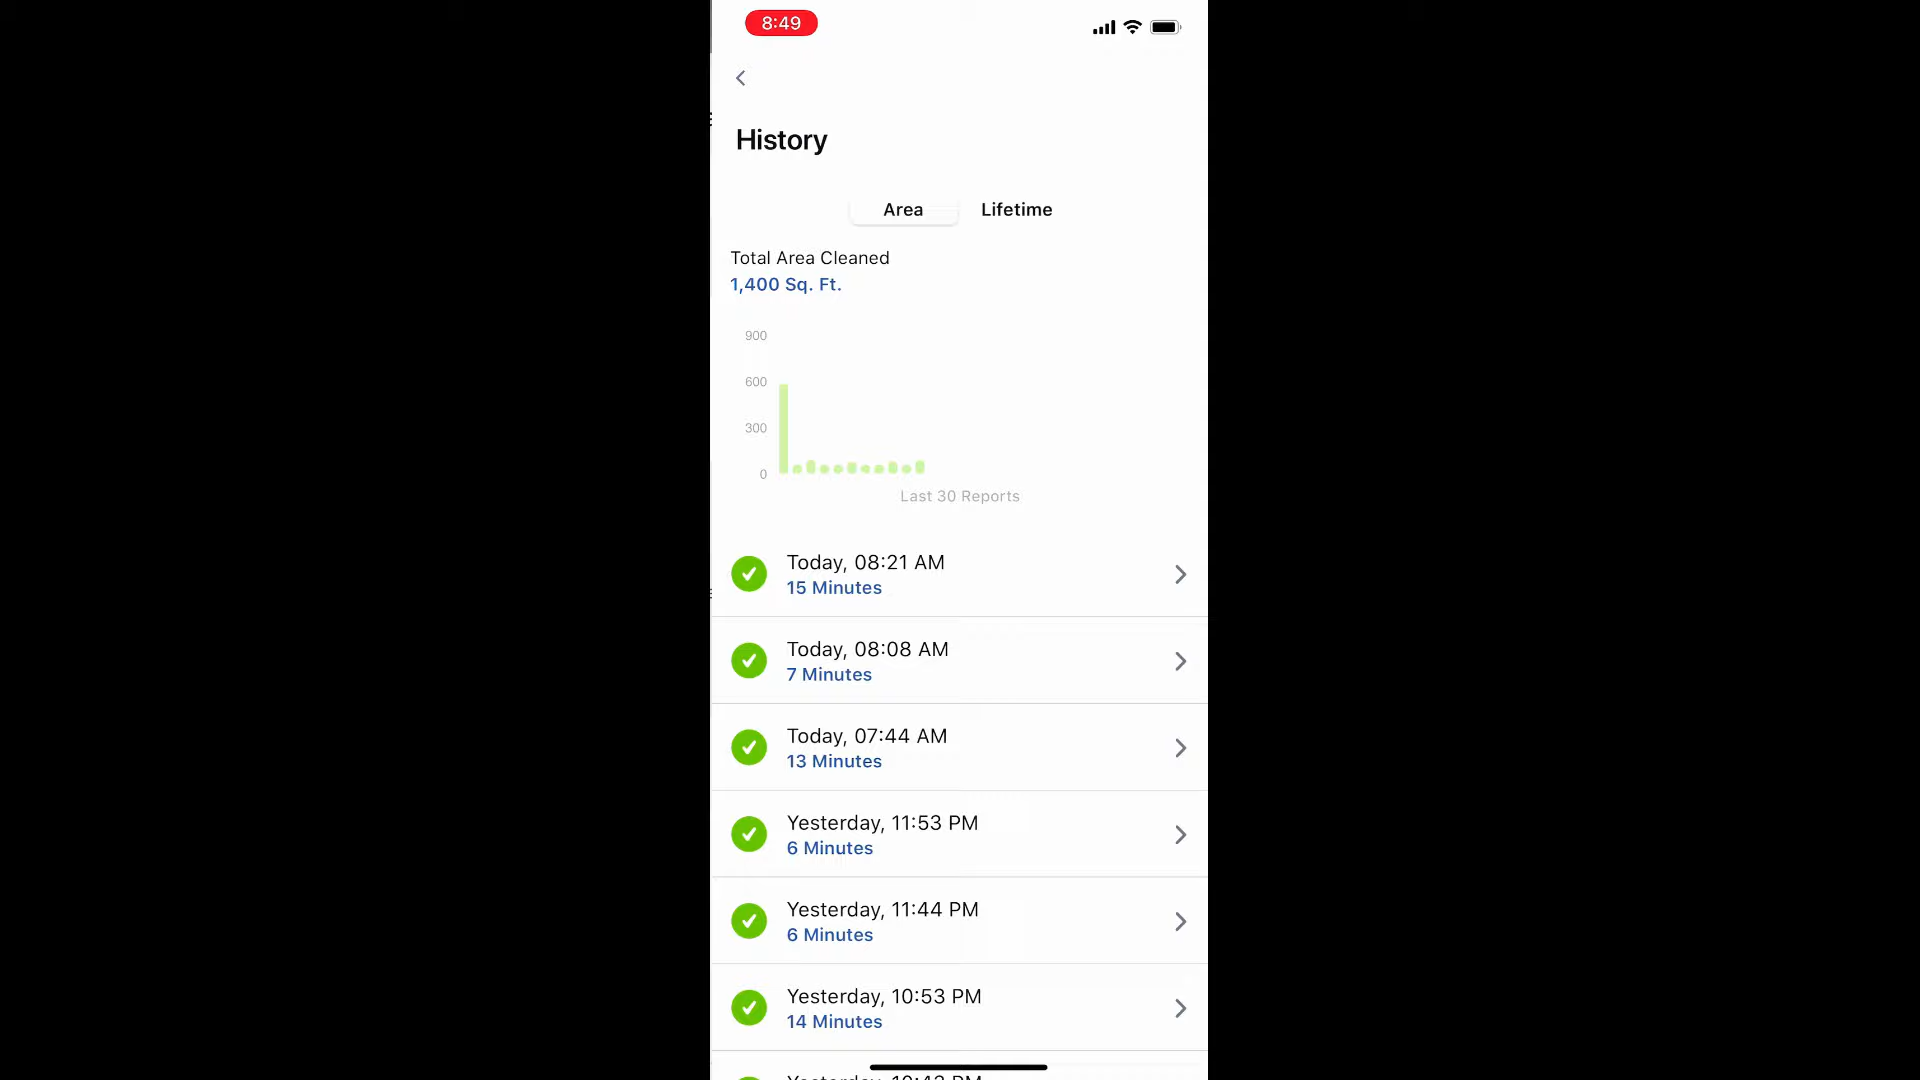 8:49
History
Area Lifetime
Total Area Cleaned
1,400 Sq. Ft.
900
600
300
0
Last 30 Reports
Today, 08:21 AM
15 Minutes
Today, 08:08 AM
7 Minutes
Today, 07:44 AM
13 Minutes
Yesterday, 11:53 PM
6 Minutes
Yesterday, 11:44 PM
6 Minutes
Yesterday, 10:53 PM
14 Minutes